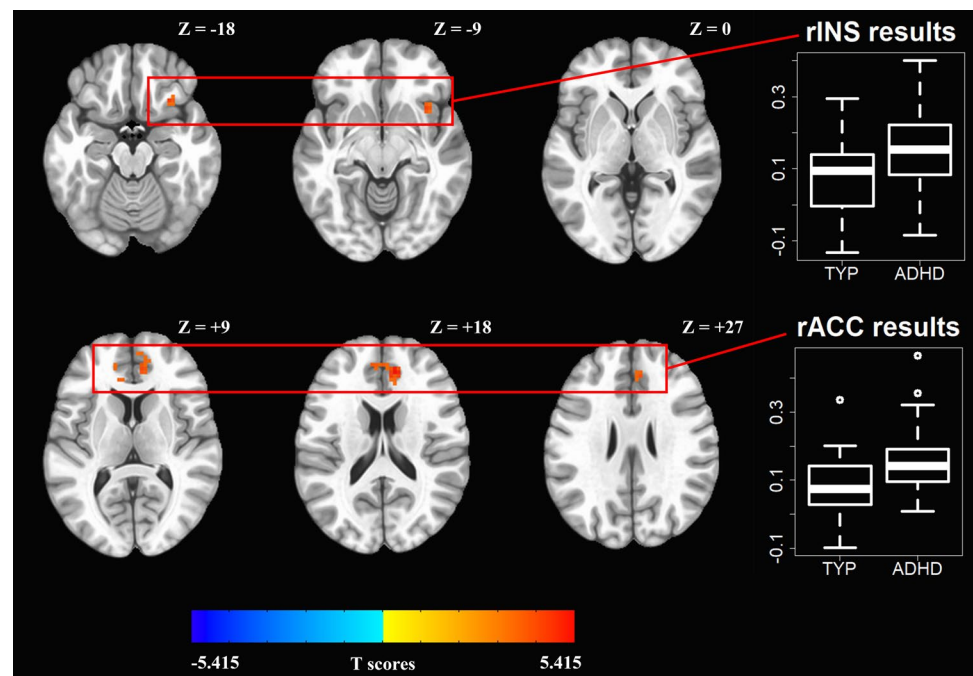 Z = -18
Z = -9
Z = 0
rINS results
0.3
0.1
-0.1
TYP ADHD
Z = +9
Z = +18
Z = +27
rACC results
0.3
0.1
-0.1
TYP ADHD
-5.415 T scores 5.415